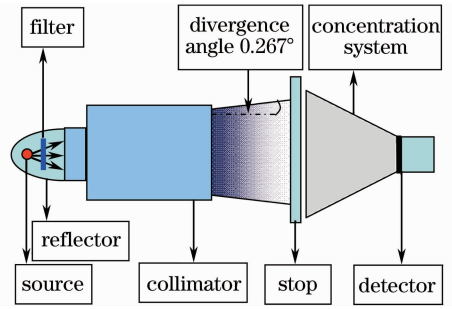 filter
divergence
angle 0.267°
concentration
system
reflector
source
collimator
stop
detector